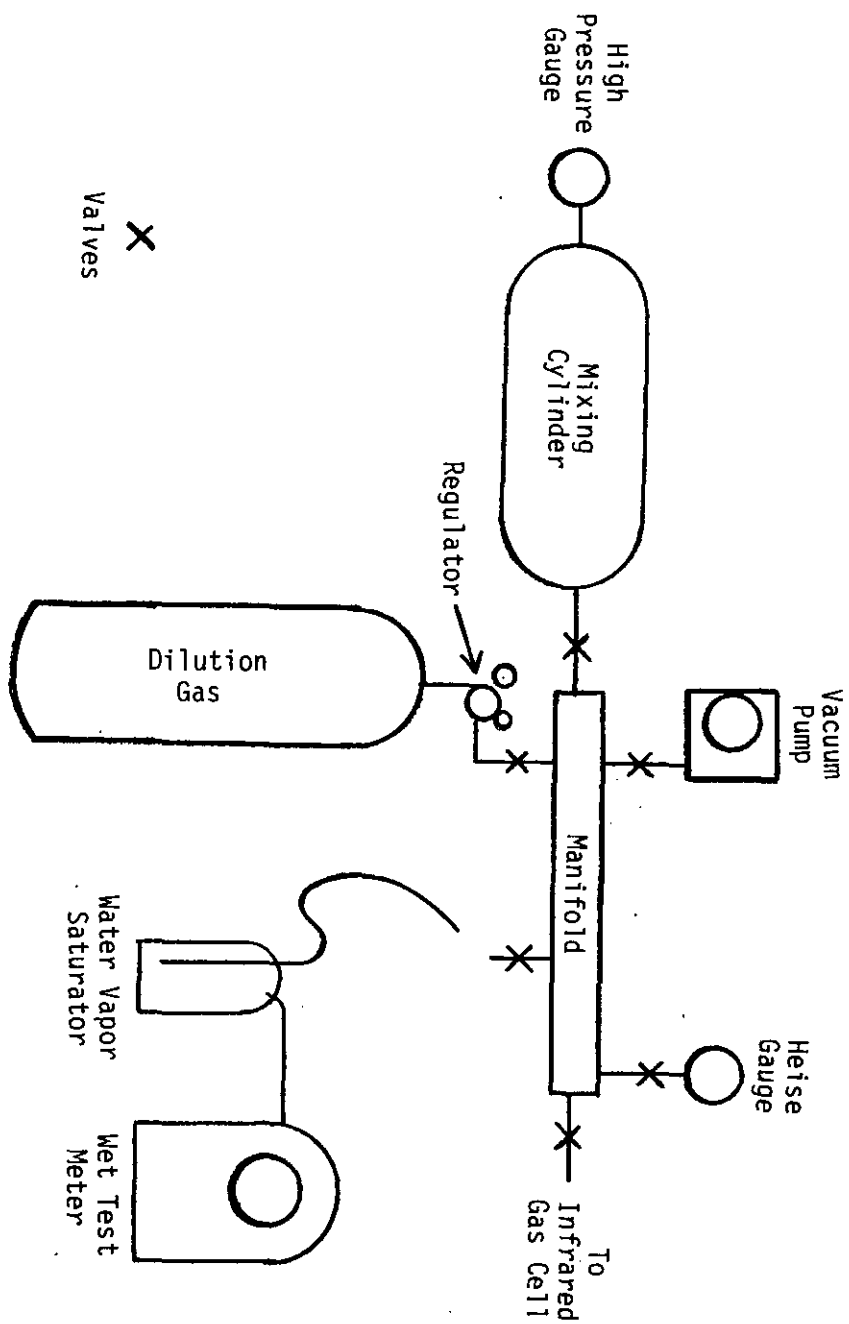 High
Pressure
Gauge
Mixing
Cylinder
Vacuum
Pump
Heise
Gauge
Manifold
To
Infrared
Gas Cell
Regulator
Dilution
Gas
Valves
Water Vapor
Saturator
Wet Test
Meter